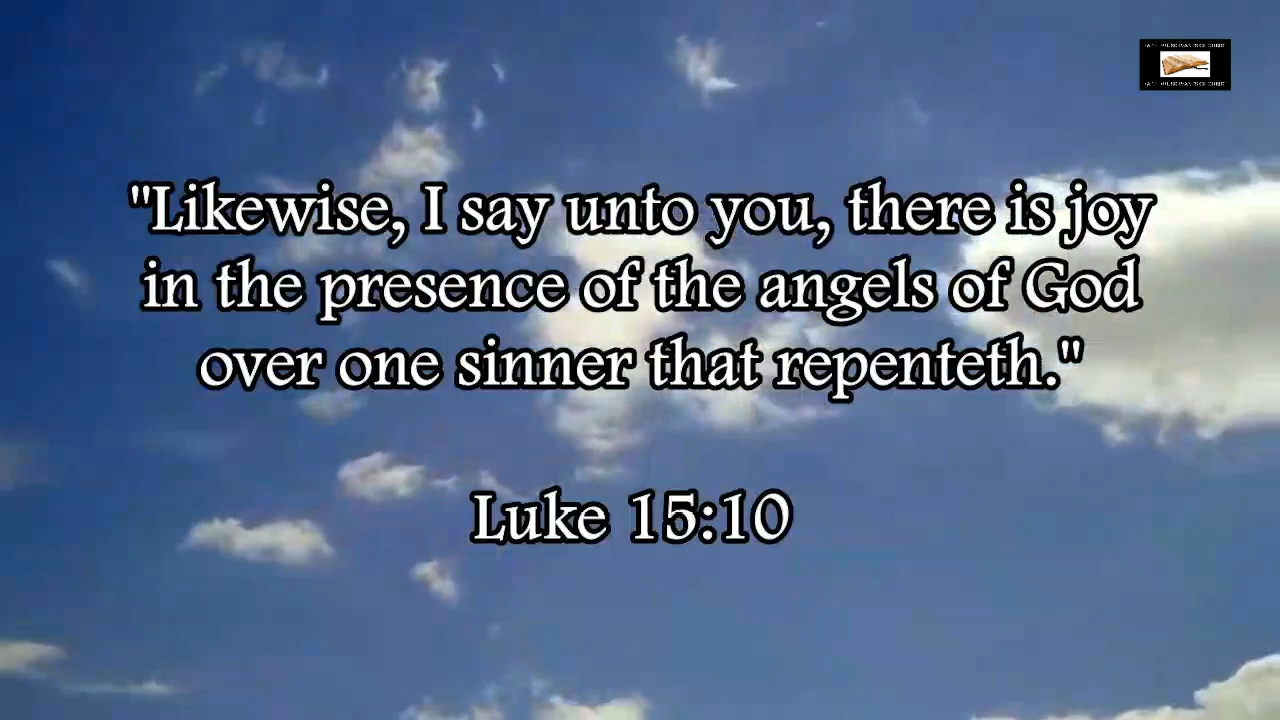 "Likewise, I say unto you, there is joy
in the presence of the angels of God
over one sinner that repenteth."
Luke 15:10